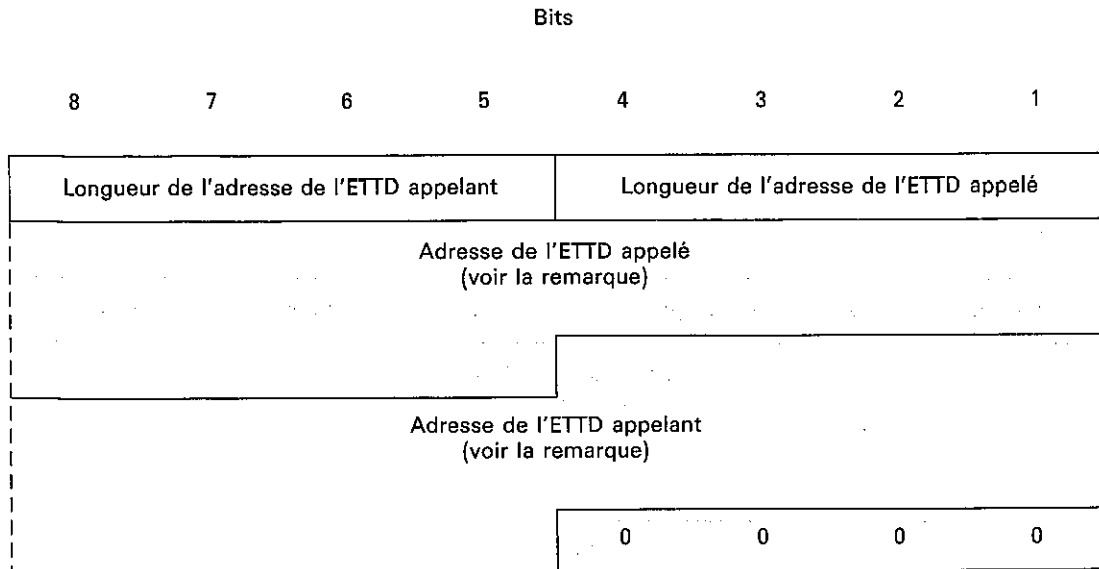 Bits
8 7 6 5 4 3 2 1
Longueur de l'adresse de l'ETTD appelant Longueur de l'adresse de l'ETTD appelé
Adresse de l'ETTD appelé
(voir la remarque)
Adresse de l'ETTD appelant
(voir la remarque)
0 0 0 0